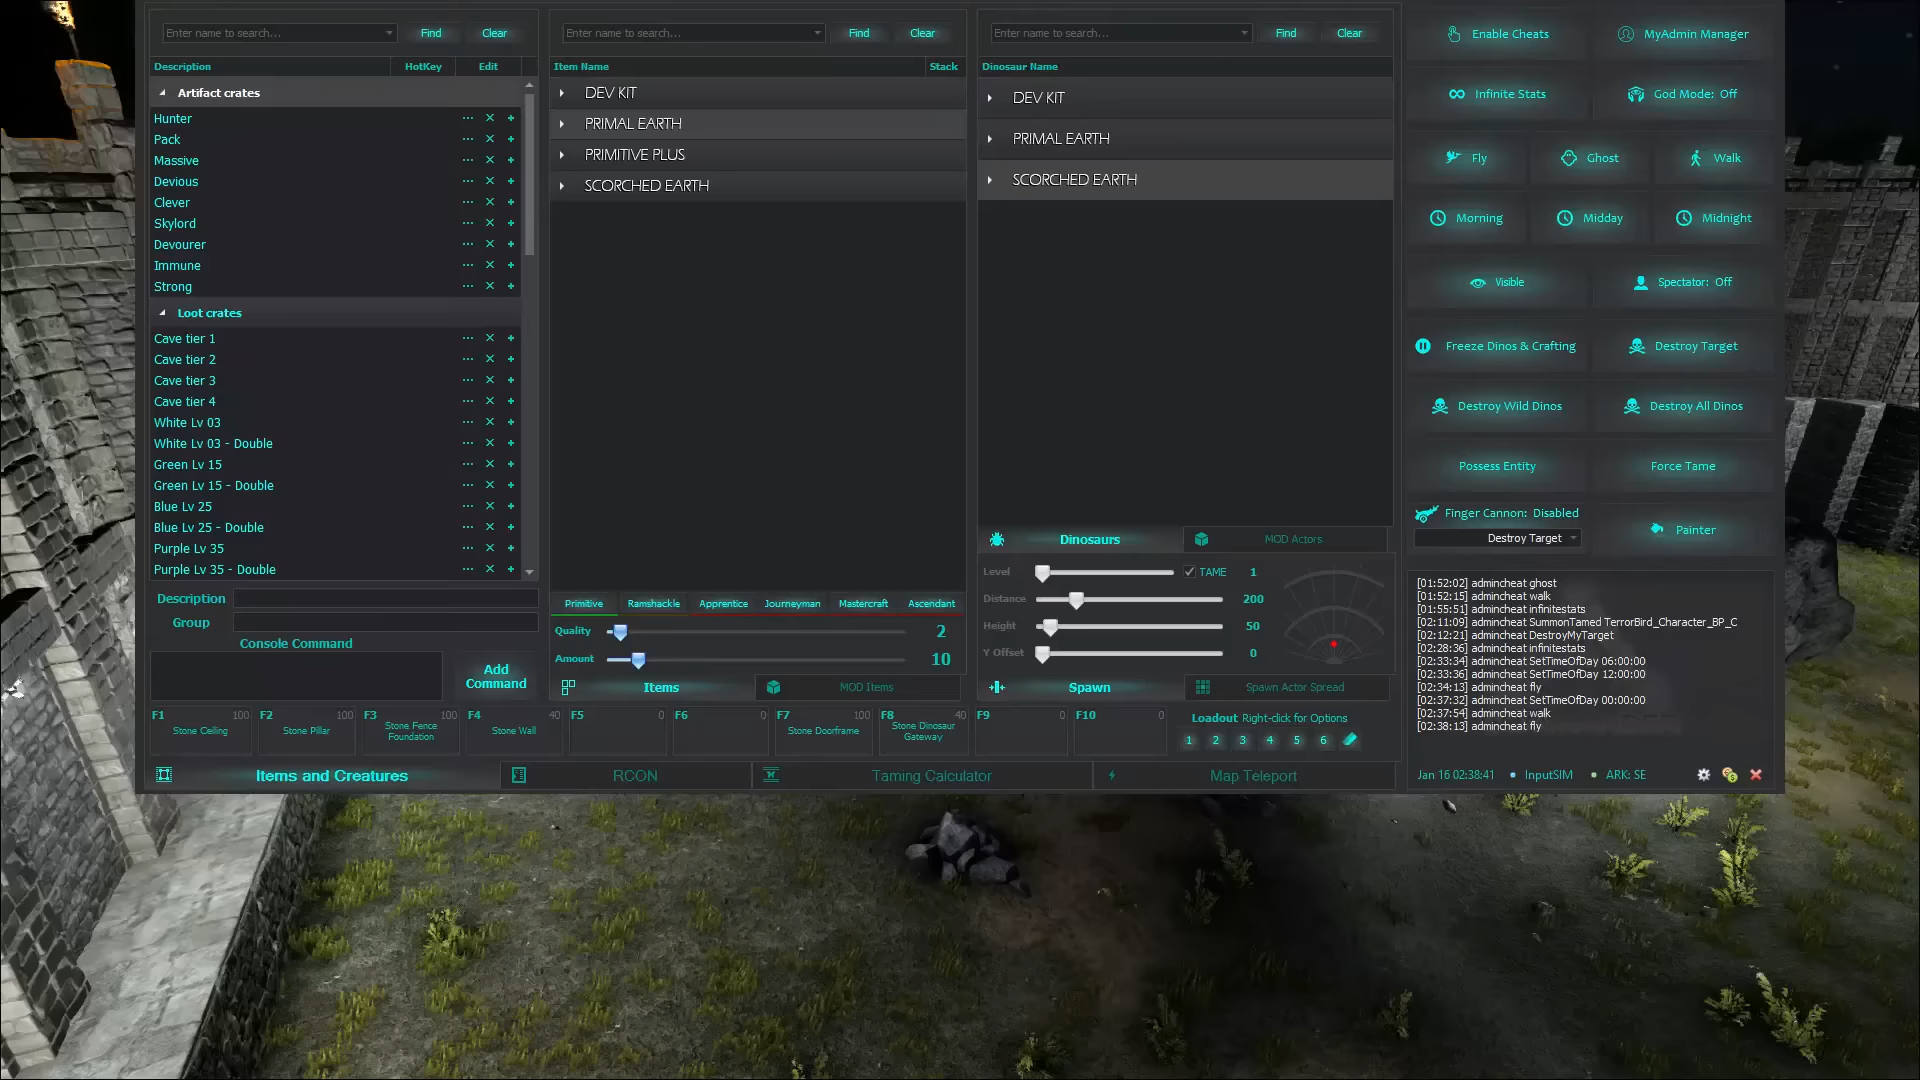 Enter name to search...
Find
Clear
Description
HotKey
Edit
Artifact crates
Hunter
Pack
Massive
Devious
Clever
Skylord
Devourer
Immune
Strong
Loot crates
Cave tier 1
Cave tier 2
Cave tier 3
Cave tier 4
White Lv 03
White Lv 03 - Double
Green Lv 15
Green Lv 15 - Double
Blue Lv 25
Blue Lv 25 - Double
Purple Lv 35
Purple Lv 35 - Double
Description
Group
Console Command
Add
Command
Enter name to search...
Find
Clear
Item Name
Stack
DEV KIT
PRIMAL EARTH
PRIMITIVE PLUS
SCORCHED EARTH
Primitive
Ramshackle
Apprentice
Journeyman
Mastercraft
Ascendant
Quality
2
Amount
10
Items
MOD Items
Enter name to search...
Find
Clear
Dinosaur Name
DEV KIT
PRIMAL EARTH
SCORCHED EARTH
Dinosaurs
MOD Actors
Level
TAME
1
Distance
200
Height
50
Y Offset
0
Spawn
Spawn Actor Spread
F1
100
Stone Ceiling
F2
100
Stone Pillar
F3
100
Stone Fence
Foundation
F4
40
Stone Wall
F5
0
F6
0
F7
100
Stone Doorframe
F8
40
Stone Dinosaur
Gateway
F9
0
F10
0
Loadout Right-click for Options
1
2
3
4
5
6
Items and Creatures
RCON
Taming Calculator
Map Teleport
Enable Cheats
MyAdmin Manager
Infinite Stats
God Mode: Off
Fly
Ghost
Walk
Morning
Midday
Midnight
Visible
Spectator: Off
Freeze Dinos & Crafting
Destroy Target
Destroy Wild Dinos
Destroy All Dinos
Possess Entity
Force Tame
Finger Cannon: Disabled
Destroy Target
Painter
[01:52:02] admincheat ghost
[01:52:15] admincheat walk
[01:55:51] admincheat infinitestats
[02:11:09] admincheat SummonTamed TerrorBird_Character_BP_C
[02:12:21] admincheat DestroyMyTarget
[02:28:36] admincheat infinitestats
[02:33:34] admincheat SetTimeOfDay 06:00:00
[02:33:36] admincheat SetTimeOfDay 12:00:00
[02:34:13] admincheat fly
[02:37:32] admincheat SetTimeOfDay 00:00:00
[02:37:54] admincheat walk
[02:38:13] admincheat fly
Jan 16 02:38:41
InputSIM
ARK: SE